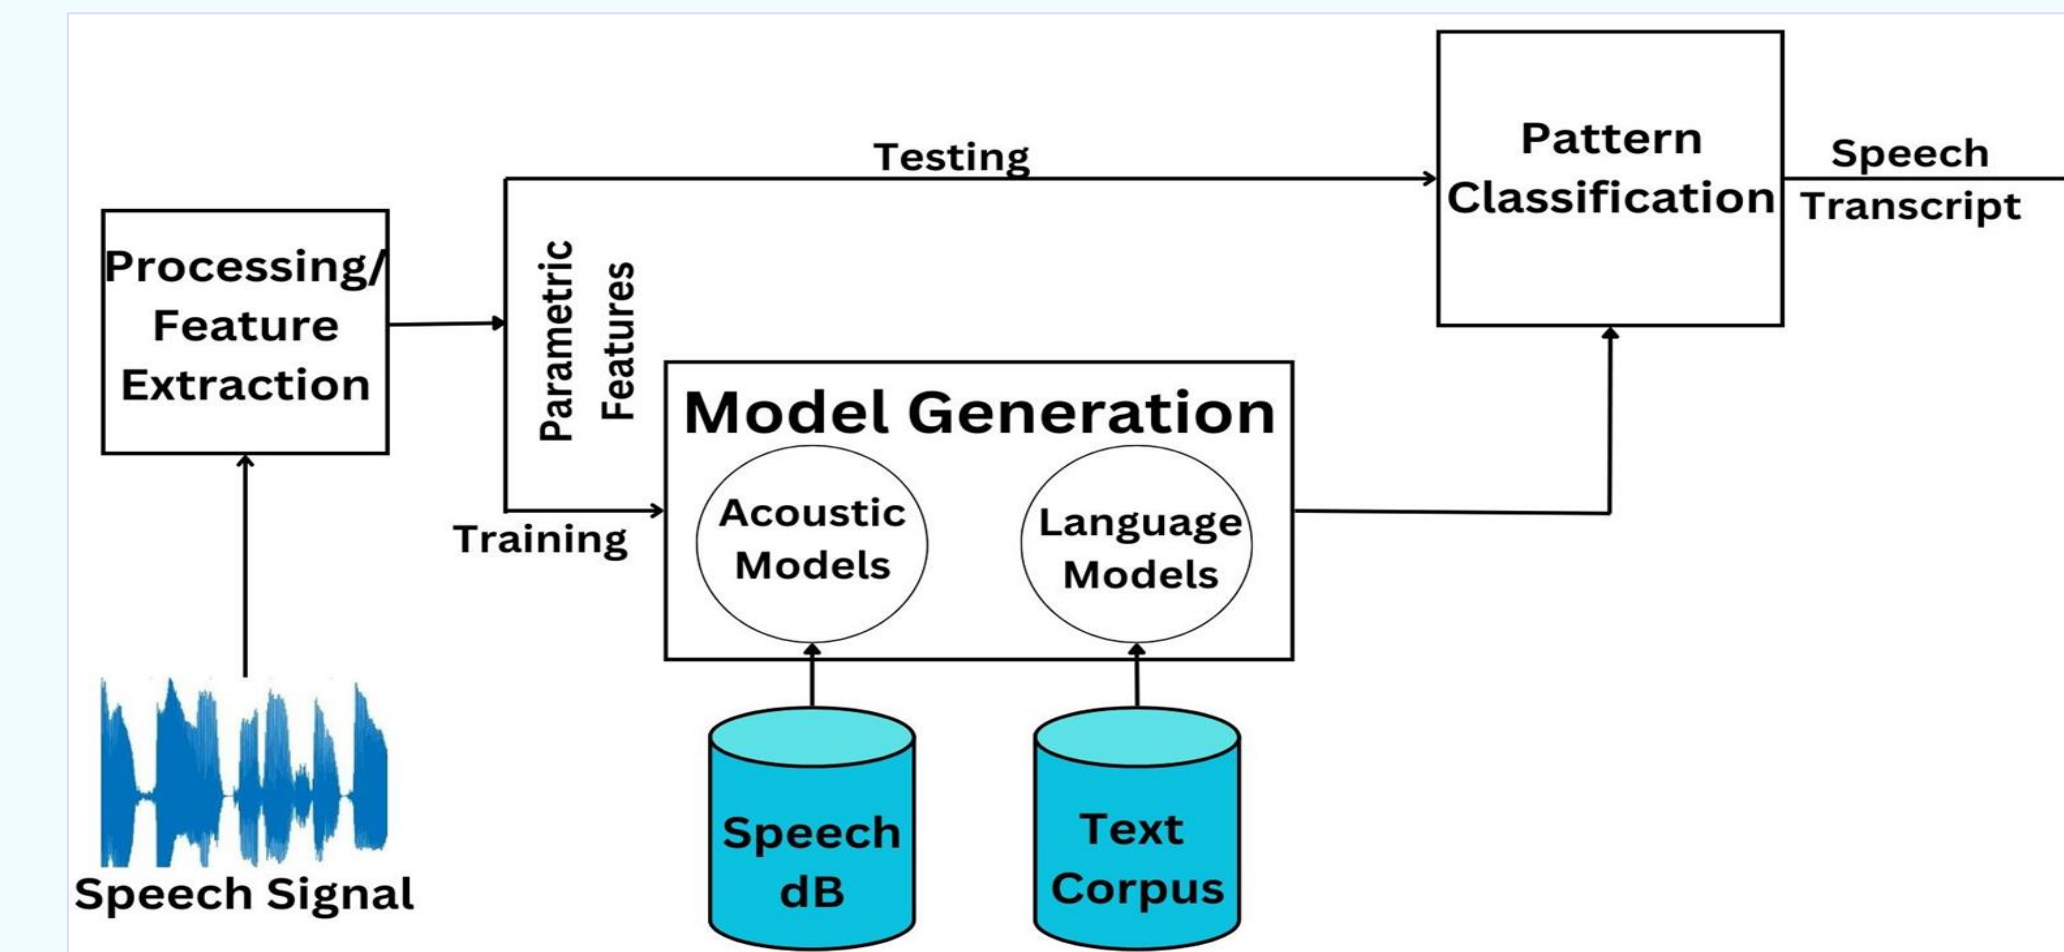 Processing/
Feature
Extraction
Speech Signal
Parametric
Features
Testing
Training
Model Generation
Acoustic
Models
Language
Models
Speech
dB
Text
Corpus
Pattern
Classification
Speech
Transcript